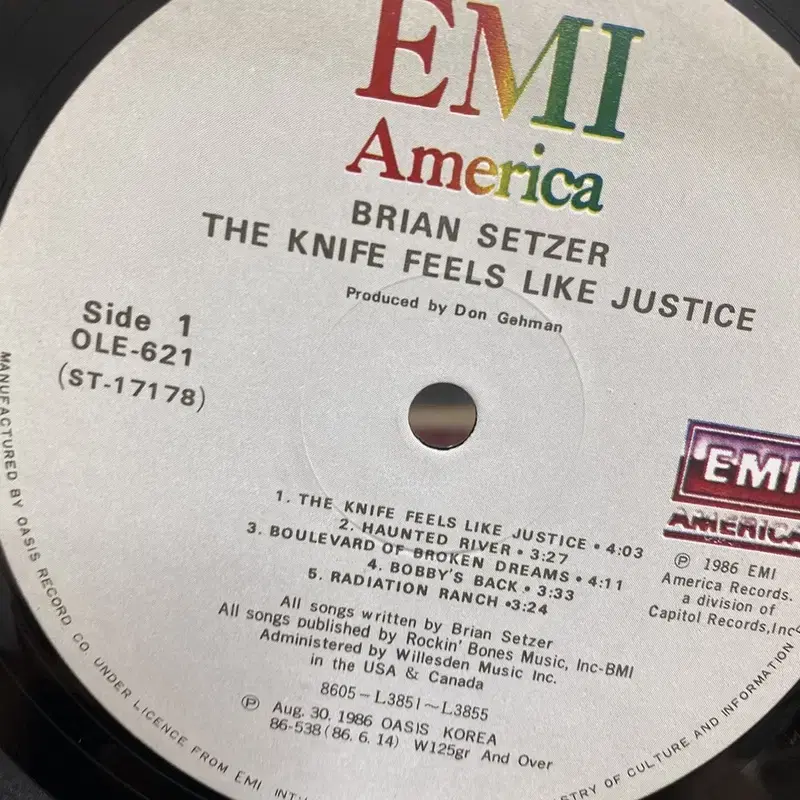 EMI
America
BRIAN SETZER
THE KNIFE FEELS LIKE JUSTICE
Produced by Don Gehman
Side 1
OLE-621
(ST-17178)
EMI
AMERICA
1. THE KNIFE FEELS LIKE JUSTICE • 4:03
2. HAUNTED RIVER • 3:27
3. BOULEVARD OF BROKEN DREAMS • 4:11
4. BOBBY'S BACK • 3:33
5. RADIATION RANCH •3:24
Ⓟ 1986 EMI
America Records.
a division of
Capitol Records,Inc
All songs written by Brian Setzer
All songs published by Rockin' Bones Music, Inc-BMI
Administered by Willesden Music Inc.
in the USA & Canada
8605-L3851~L3855
Ⓟ Aug. 30. 1986 OASIS KOREA
86-538(86.6.14) W125gr And Over
MANUFACTURED BY OASIS RECORD CO. UNDER LICENCE FROM EMI
OF CULTURE AND INFORMATION